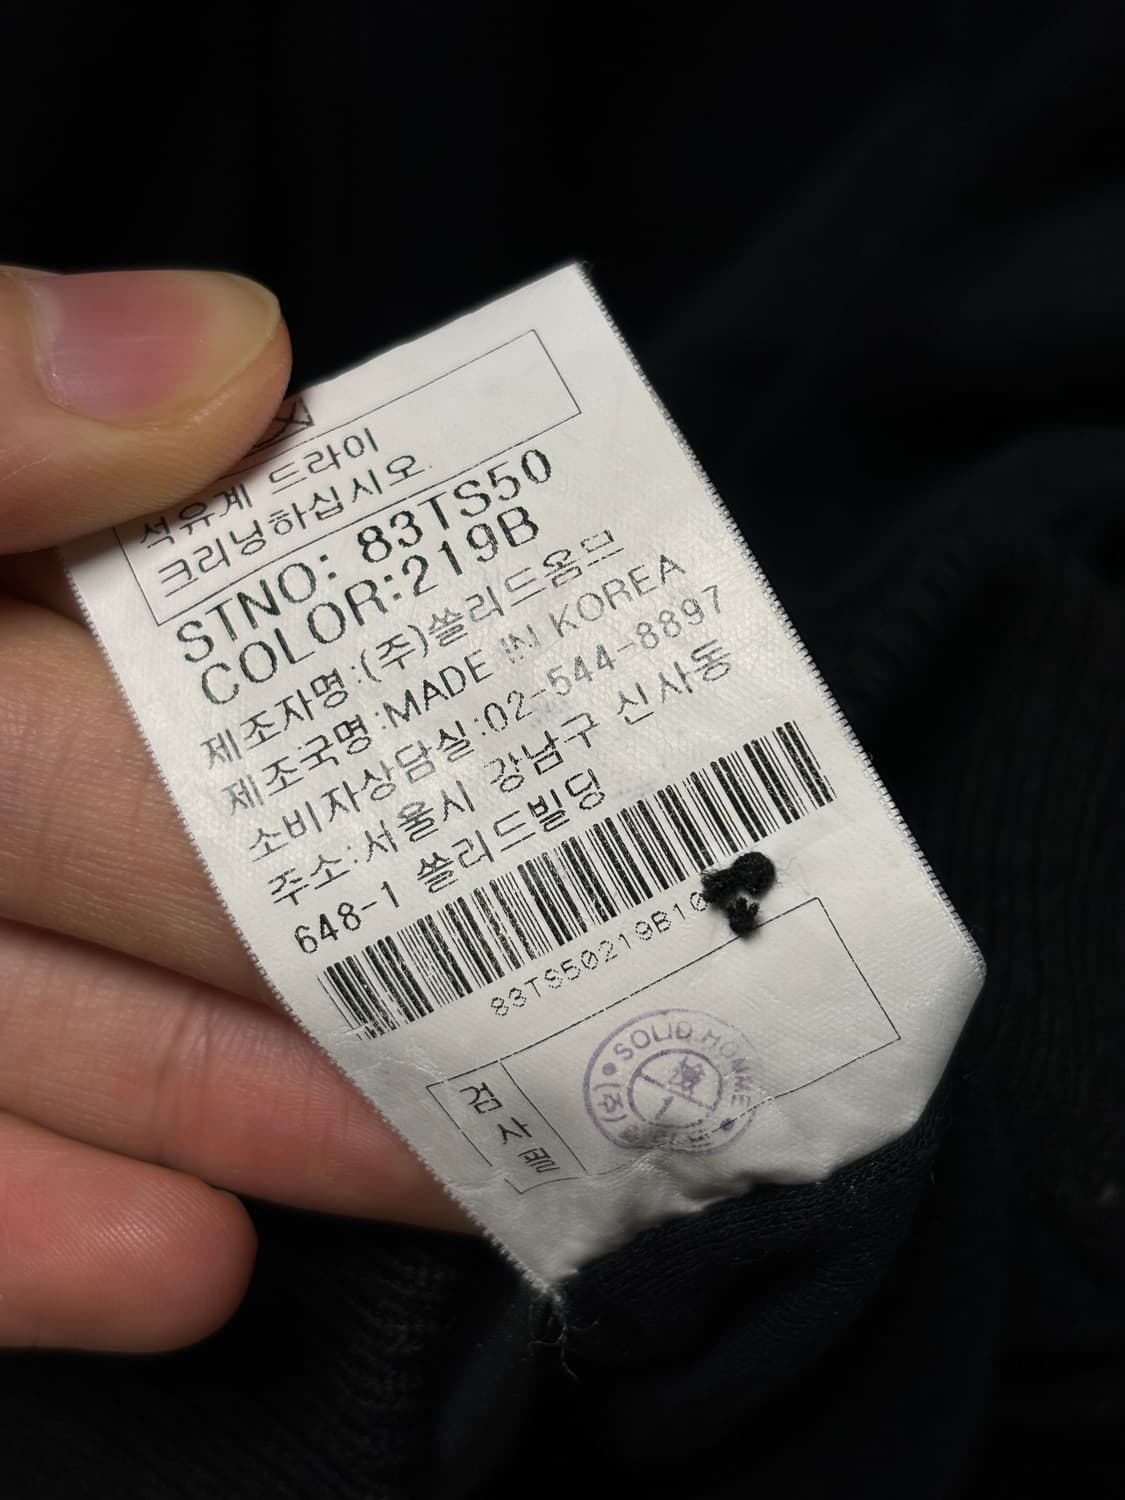 석유계 드라이
크리닝하십시오.
STNO: 83TS50
COLOR:219B
제조자명:(주)쏠리드옴므
제조국명:MADE IN KOREA
소비자상담실:02-544-8897
주소:서울시 강남구 신사동
648-1 쏠리드빌딩
83TS50219B10
검사필
SOLID HOMME
(주)